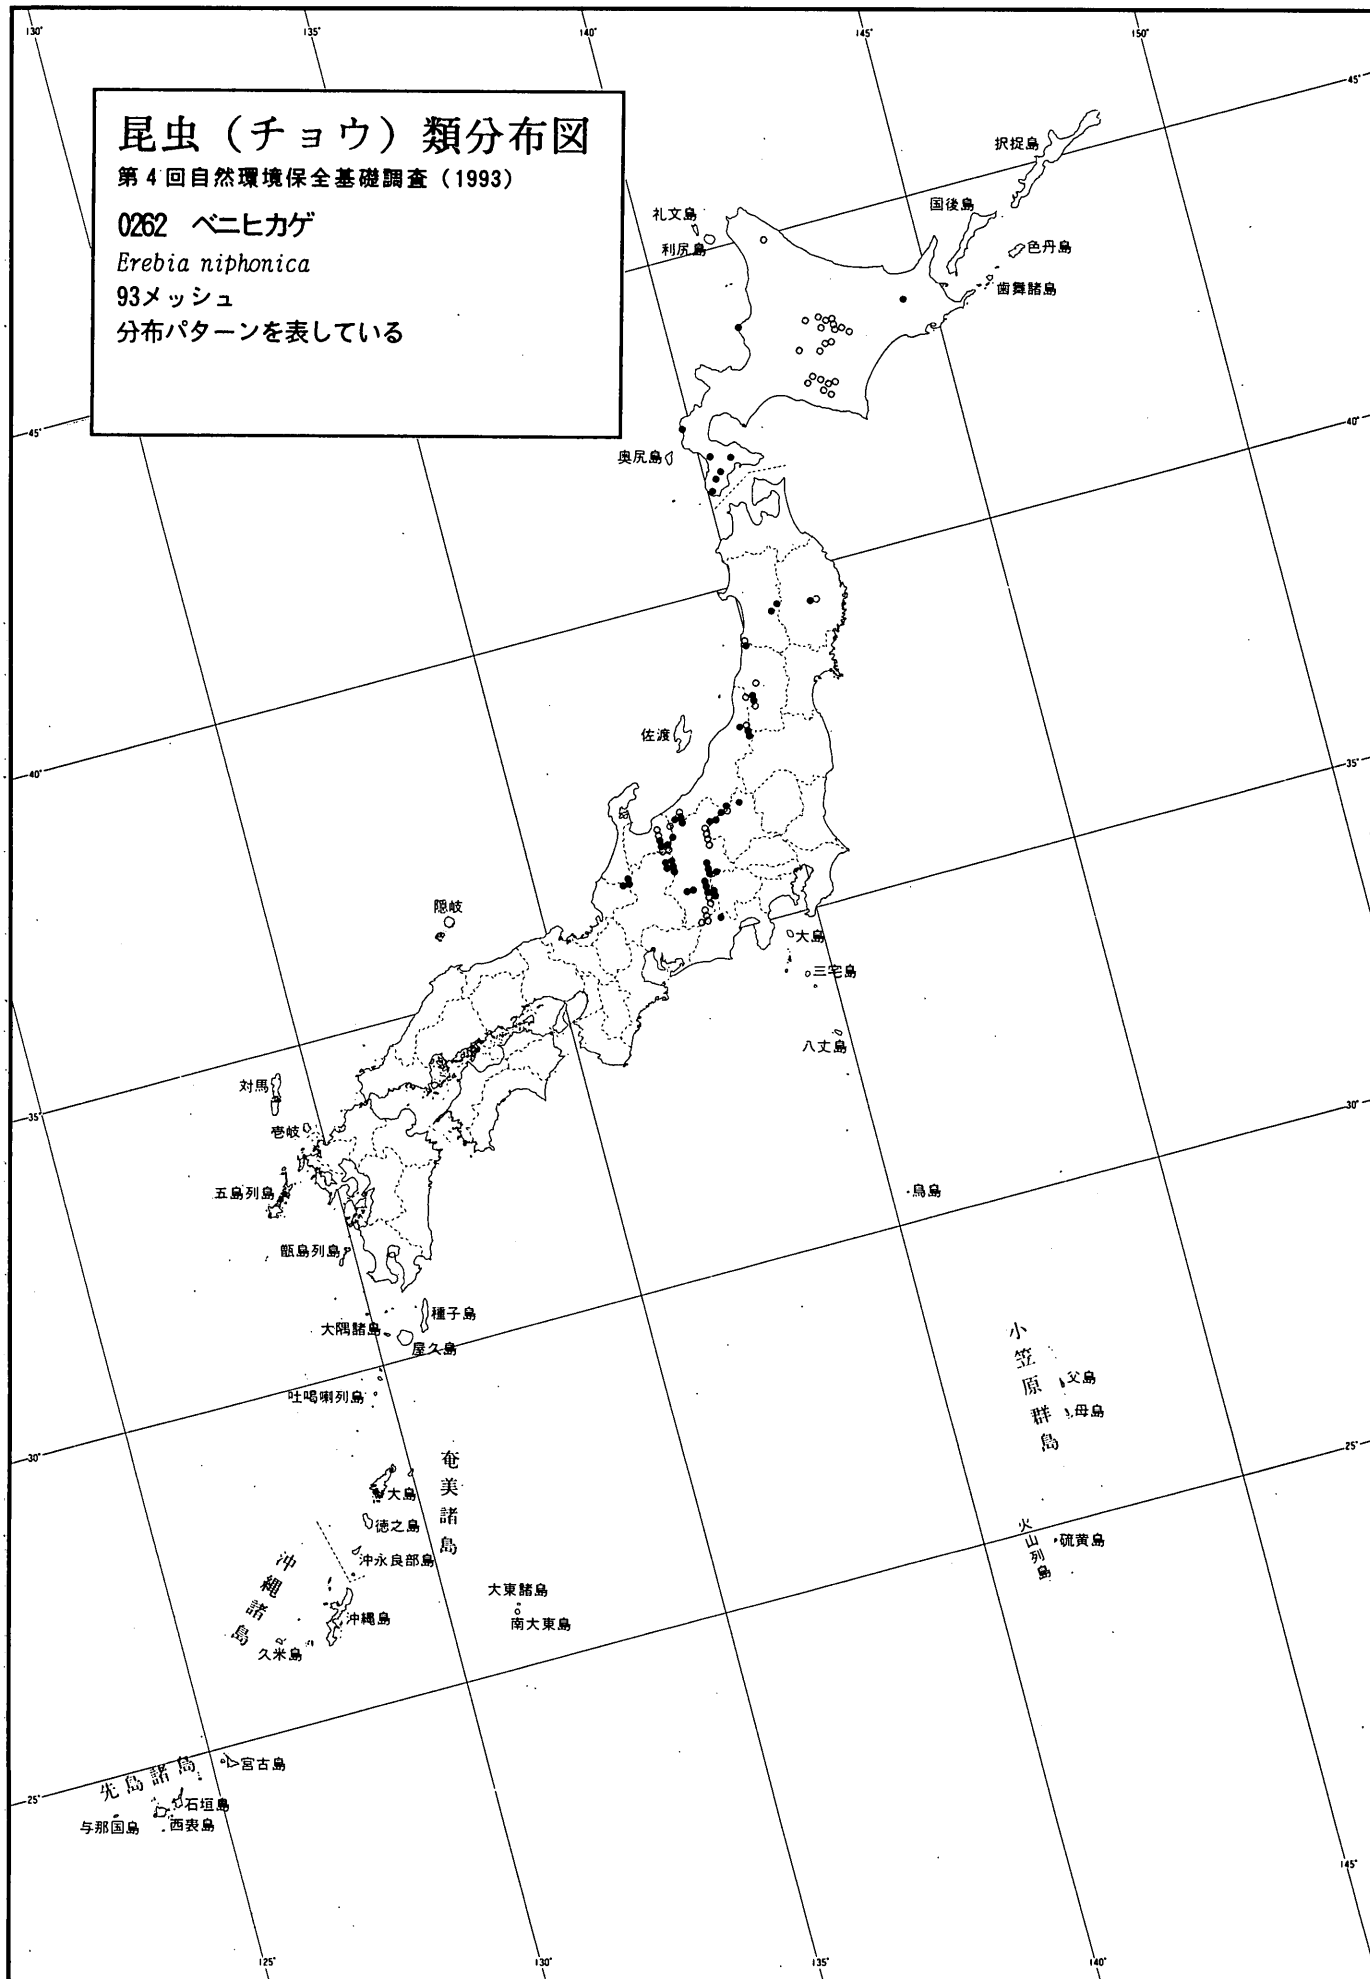 130°
135°
140°
145°
150°
45°
昆虫（チョウ）類分布図
第4回自然環境保全基礎調査（1993）
0262 ベニヒカゲ
Erebia niphonica
93メッシュ
分布パターンを表している
択捉島
国後島
色丹島
歯舞諸島
礼文島
利尻島
45°
40°
奥尻島
佐渡
40°
35°
隠岐
大島
三宅島
八丈島
対馬
35°
壱岐
30°
五島列島
鳥島
甑島列島
種子島
大隅諸島
屋久島
吐噶喇列島
小笠原群島
父島
母島
30°
25°
奄美諸島
大島
徳之島
沖永良部島
火山列島
硫黄島
沖縄諸島
沖縄島
久米島
大東諸島
南大東島
先島諸島
宮古島
25°
石垣島
与那国島
西表島
145°
125°
130°
135°
140°